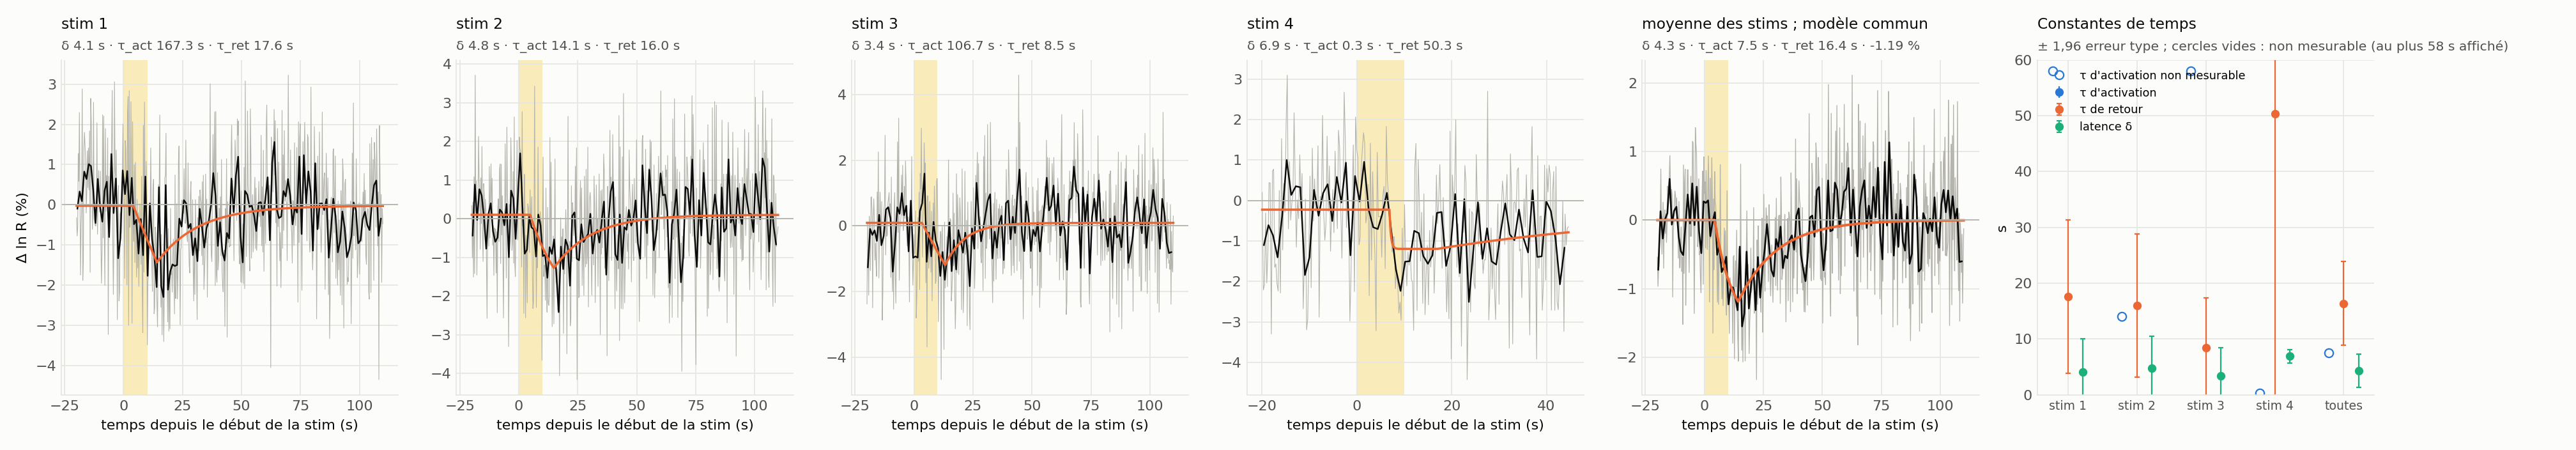 stim 1
δ 4.1 s · τ_act 167.3 s · τ_ret 17.6 s
Δ ln R (%)
3
2
1
0
−1
−2
−3
−4
−25
0
25
50
75
100
temps depuis le début de la stim (s)
stim 2
δ 4.8 s · τ_act 14.1 s · τ_ret 16.0 s
4
3
2
1
0
−1
−2
−3
−4
−25
0
25
50
75
100
temps depuis le début de la stim (s)
stim 3
δ 3.4 s · τ_act 106.7 s · τ_ret 8.5 s
4
2
0
−2
−4
−25
0
25
50
75
100
temps depuis le début de la stim (s)
stim 4
δ 6.9 s · τ_act 0.3 s · τ_ret 50.3 s
3
2
1
0
−1
−2
−3
−4
−20
0
20
40
temps depuis le début de la stim (s)
moyenne des stims ; modèle commun
δ 4.3 s · τ_act 7.5 s · τ_ret 16.4 s · -1.19 %
2
1
0
−1
−2
−25
0
25
50
75
100
temps depuis le début de la stim (s)
Constantes de temps
± 1,96 erreur type ; cercles vides : non mesurable (au plus 58 s affiché)
s
60
50
40
30
20
10
0
τ d'activation non mesurable
τ d'activation
τ de retour
latence δ
stim 1
stim 2
stim 3
stim 4
toutes